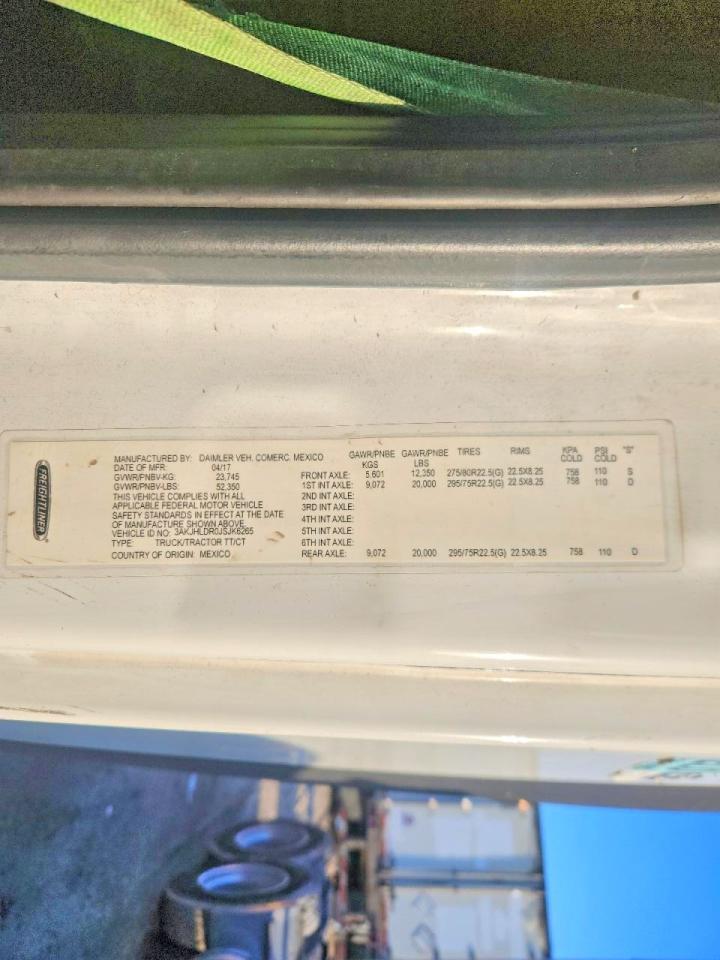 FREIGHTLINER
MANUFACTURED BY: DAIMLER VEH. COMERC. MEXICO
DATE OF MFR: 04/17
GVWR/PNBV-KG: 23,745
GVWR/PNBV-LBS: 52,350
THIS VEHICLE COMPLIES WITH ALL
APPLICABLE FEDERAL MOTOR VEHICLE
SAFETY STANDARDS IN EFFECT AT THE DATE
OF MANUFACTURE SHOWN ABOVE.
VEHICLE ID NO: 3AKJHLDR0JSJK6265
TYPE: TRUCK/TRACTOR TT/CT
COUNTRY OF ORIGIN: MEXICO
GAWR/PNBE KGS GAWR/PNBE LBS TIRES RIMS KPA COLD PSI COLD "S"
FRONT AXLE: 5,601 12,350 275/80R22.5(G) 22.5X8.25 758 110 S
1ST INT AXLE: 9,072 20,000 295/75R22.5(G) 22.5X8.25 758 110 D
2ND INT AXLE:
3RD INT AXLE:
4TH INT AXLE:
5TH INT AXLE:
6TH INT AXLE:
REAR AXLE: 9,072 20,000 295/75R22.5(G) 22.5X8.25 758 110 D